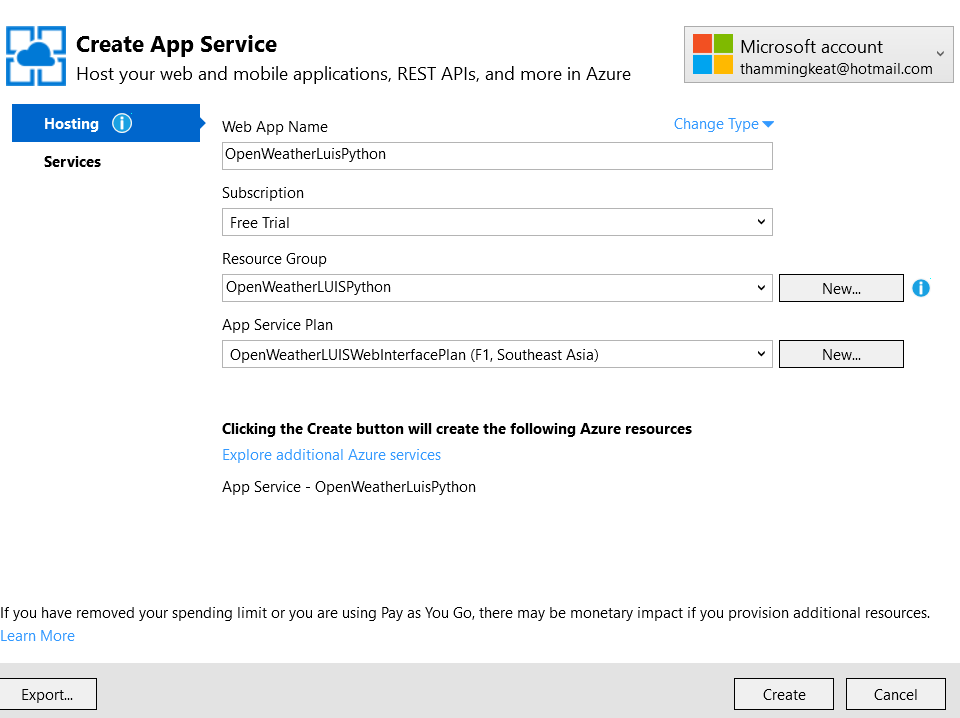 Create App Service
Host your web and mobile applications, REST APIs, and more in Azure
Microsoft account
thammingkeat@hotmail.com
Hosting
Services
Web App Name
Change Type
OpenWeatherLuisPython
Subscription
Free Trial
Resource Group
OpenWeatherLUISPython
New...
App Service Plan
OpenWeatherLUISWebInterfacePlan (F1, Southeast Asia)
New...
Clicking the Create button will create the following Azure resources
Explore additional Azure services
App Service - OpenWeatherLuisPython
If you have removed your spending limit or you are using Pay as You Go, there may be monetary impact if you provision additional resources.
Learn More
Export...
Create
Cancel